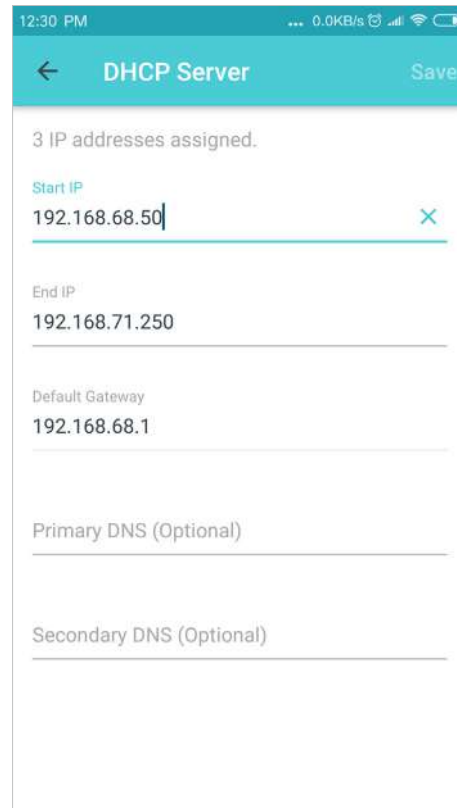 12:30 PM ... 0.0KB/s
DHCP Server Save
3 IP addresses assigned.
Start IP
192.168.68.50
End IP
192.168.71.250
Default Gateway
192.168.68.1
Primary DNS (Optional)
Secondary DNS (Optional)